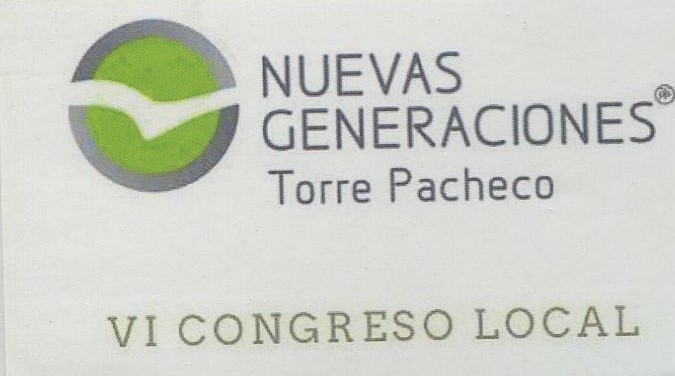 NUEVAS
GENERACIONES®
Torre Pacheco
VI CONGRESO LOCAL